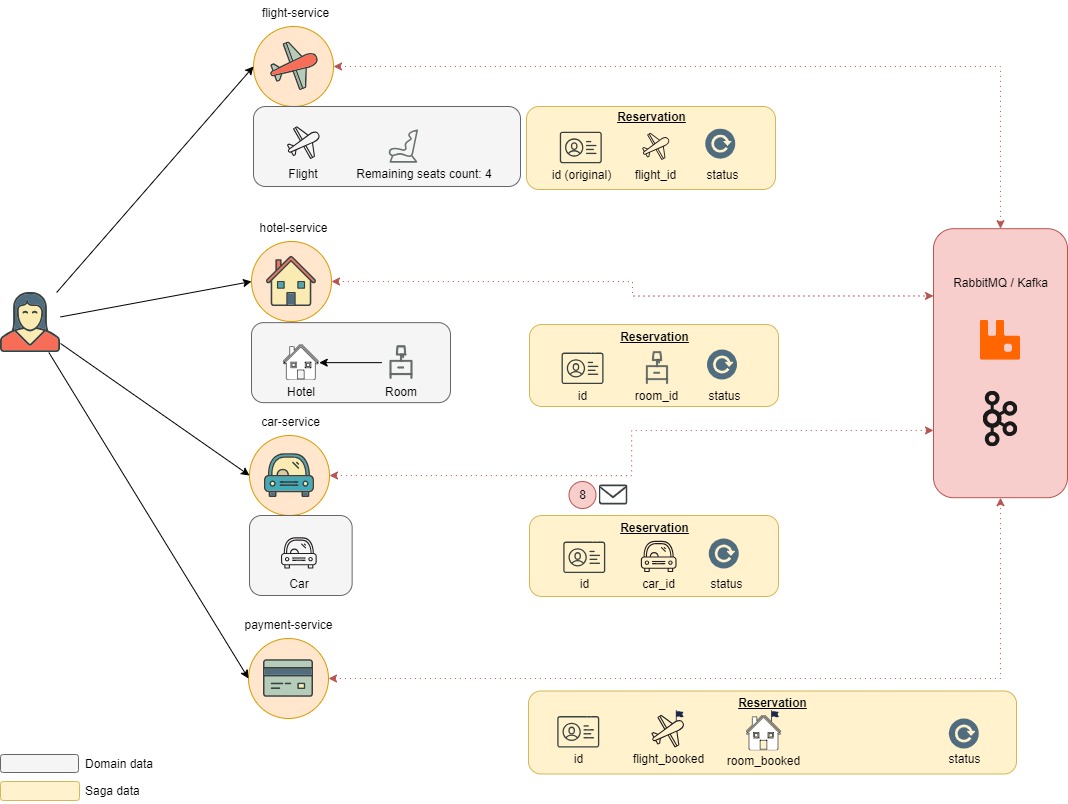 flight-service
Reservation
Flight
Remaining seats count: 4
id (original)
flight_id
status
hotel-service
RabbitMQ / Kafka
Reservation
Hotel
Room
id
room_id
status
car-service
8
Reservation
Car
id
car_id
status
payment-service
Reservation
id
flight_booked
room_booked
status
Domain data
Saga data